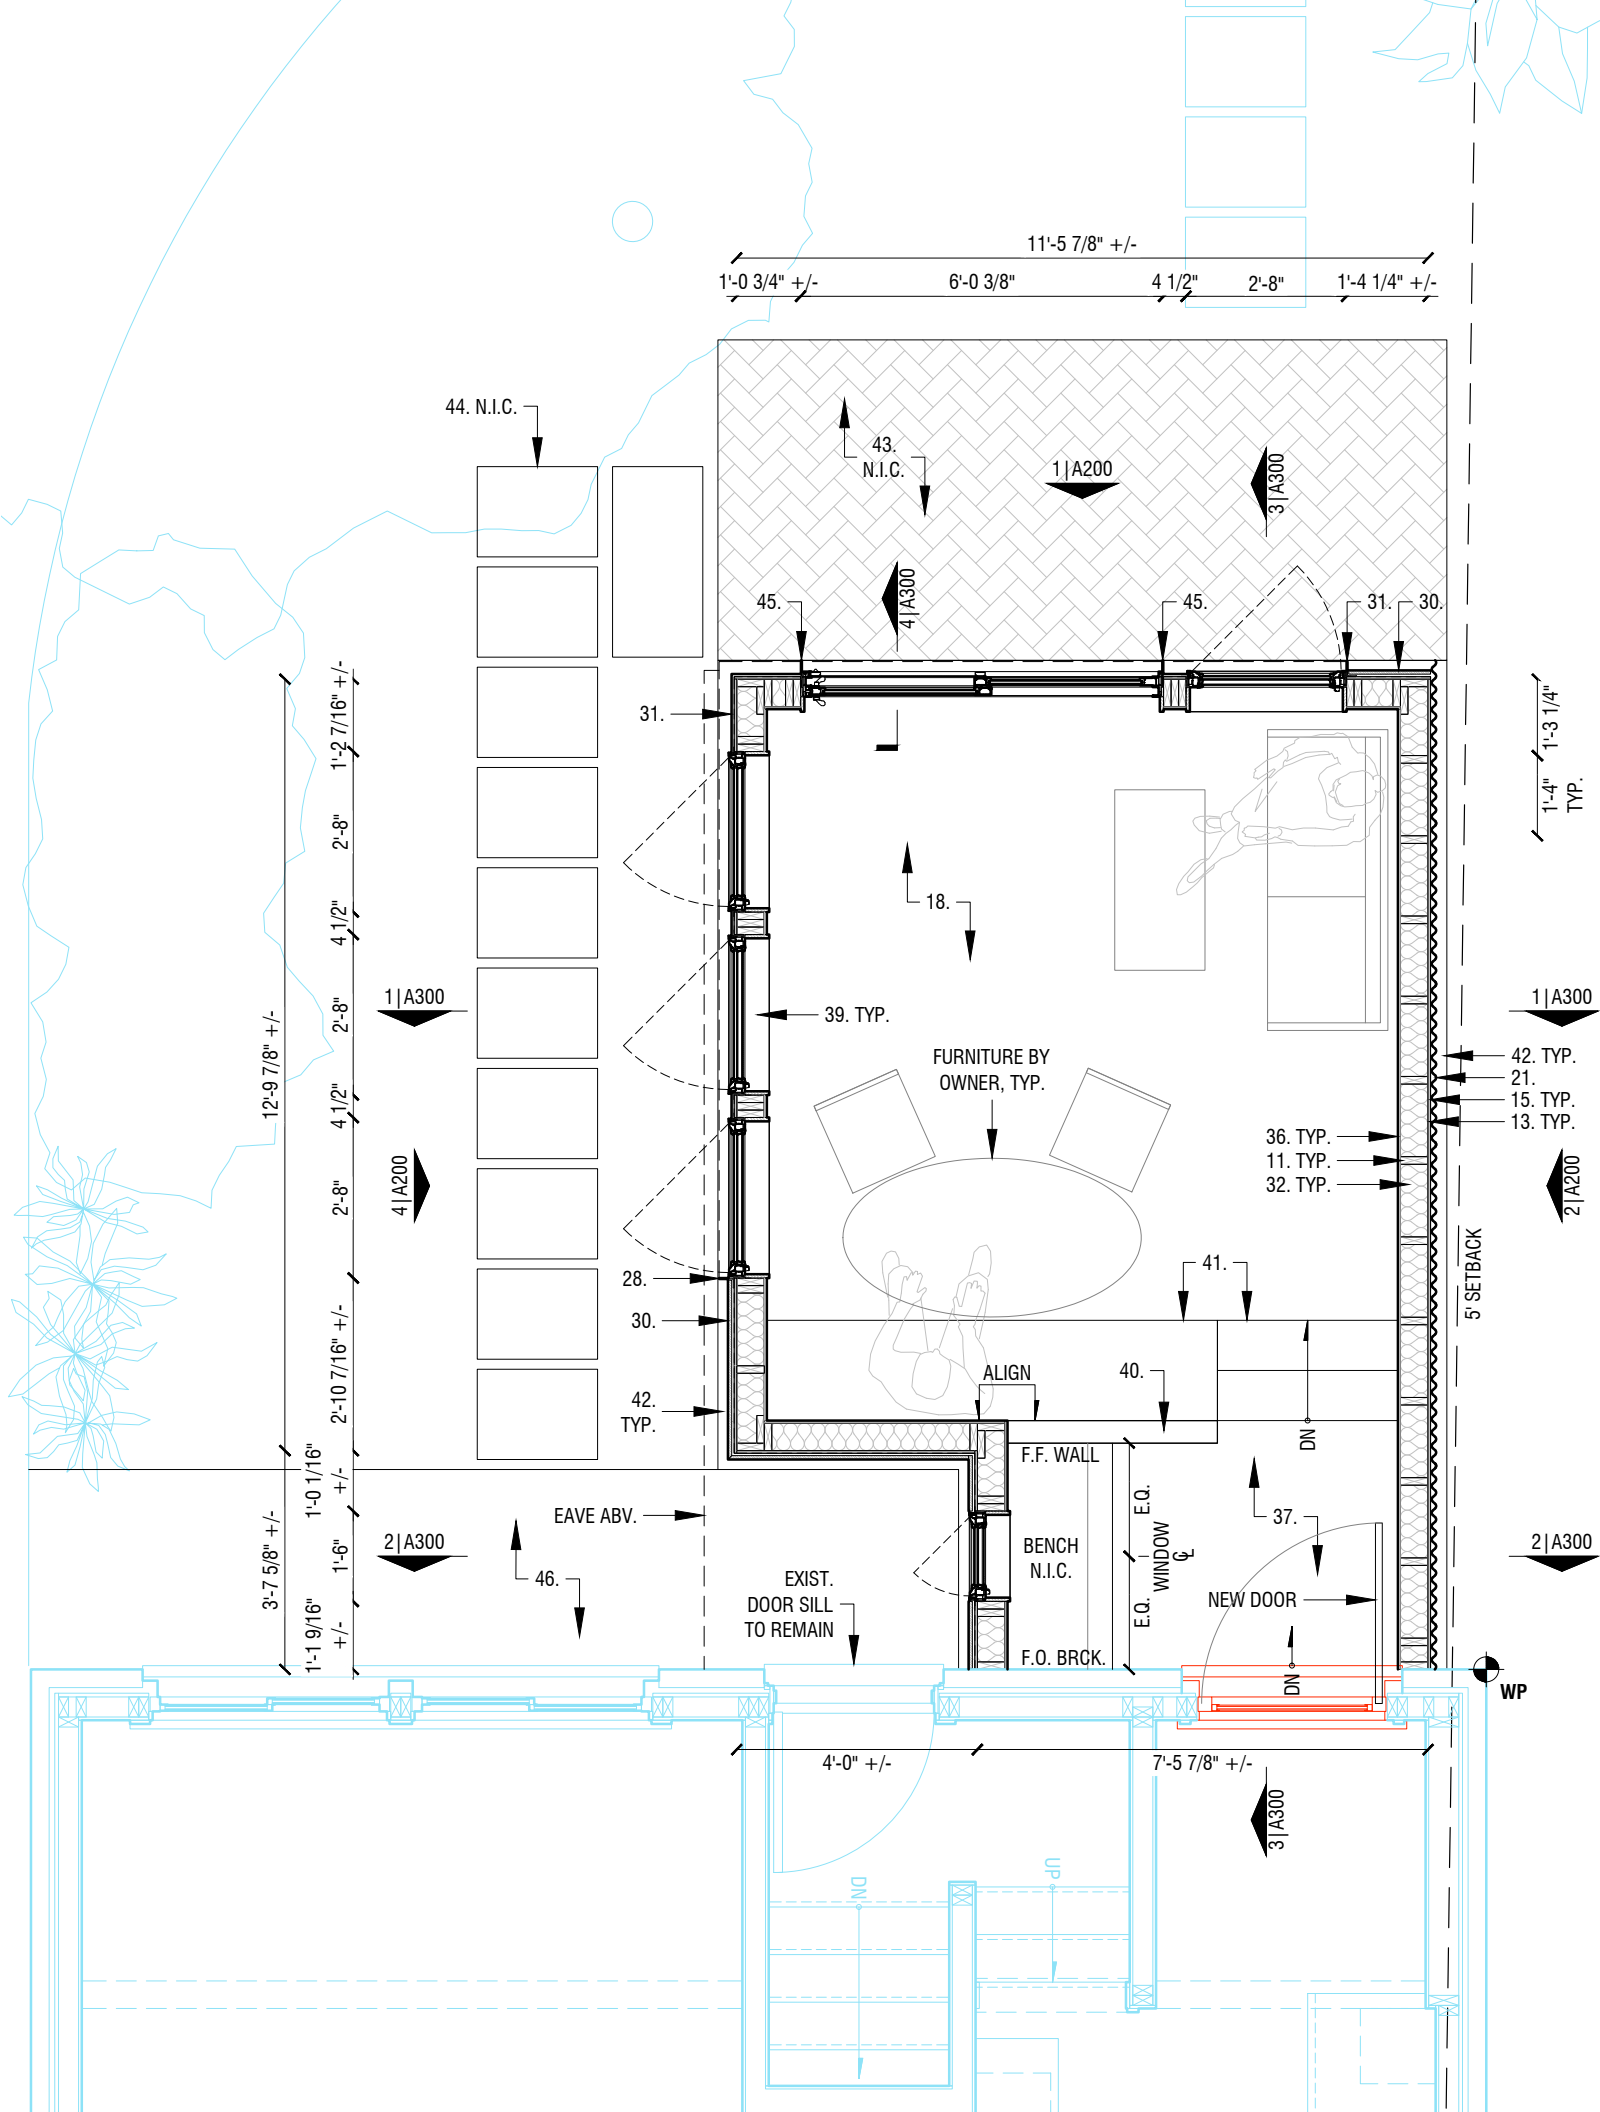 11'-5 7/8" +/-
1'-0 3/4" +/-
6'-0 3/8"
4 1/2"
2'-8"
1'-4 1/4" +/-
44. N.I.C.
43.
N.I.C.
1|A200
3|A300
4|A300
45.
45.
31.
30.
31.
1'-2 7/16" +/-
2'-8"
4 1/2"
2'-8"
4 1/2"
2'-8"
2'-10 7/16" +/-
1'-0 1/16"
+/-
1'-6"
1'-1 9/16"
+/-
12'-9 7/8" +/-
3'-7 5/8" +/-
1'-3 1/4"
1'-4"
TYP.
18.
1|A300
39. TYP.
FURNITURE BY
OWNER, TYP.
1|A300
42. TYP.
21.
15. TYP.
13. TYP.
36. TYP.
11. TYP.
32. TYP.
4|A200
2|A200
5' SETBACK
28.
30.
41.
42.
TYP.
ALIGN
40.
DN
F.F. WALL
E.Q.
WINDOW
CL
E.Q.
EAVE ABV.
37.
2|A300
2|A300
46.
BENCH
N.I.C.
EXIST.
DOOR SILL
TO REMAIN
NEW DOOR
F.O. BRCK.
DN
WP
4'-0" +/-
7'-5 7/8" +/-
3|A300
DN
UP